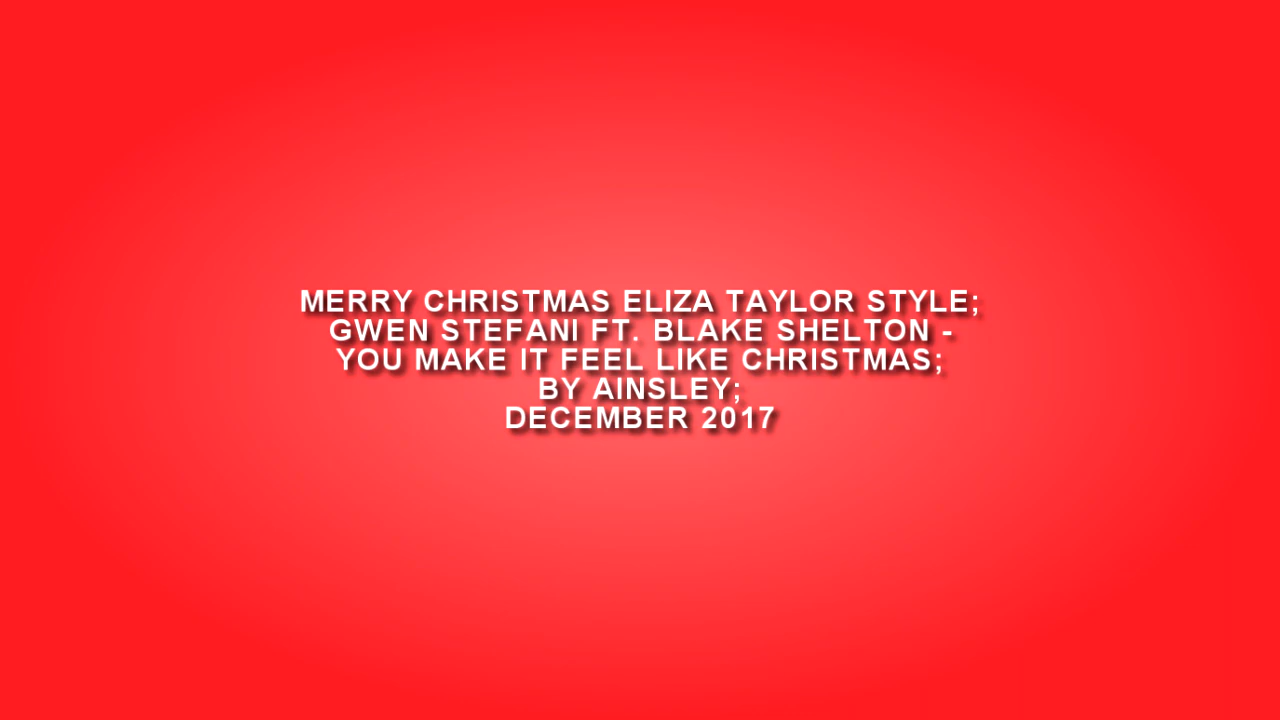 MERRY CHRISTMAS ELIZA TAYLOR STYLE;
GWEN STEFANI FT. BLAKE SHELTON -
YOU MAKE IT FEEL LIKE CHRISTMAS;
BY AINSLEY;
DECEMBER 2017